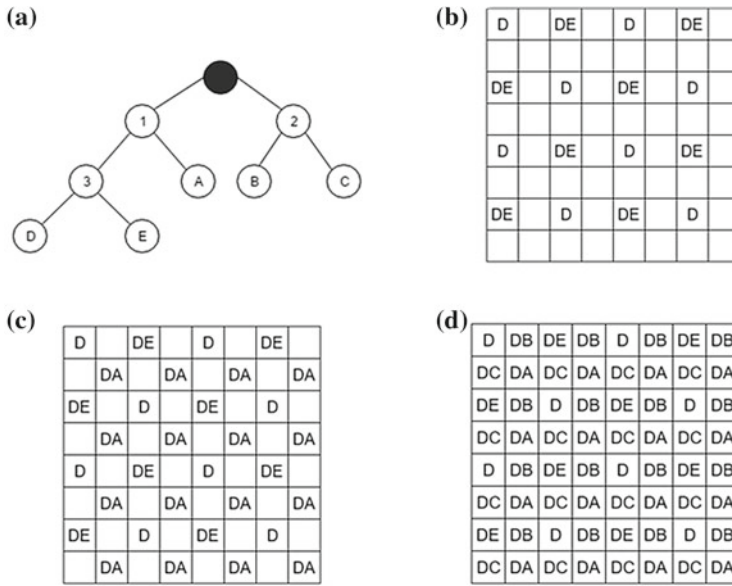 (a)
1
2
3
A
B
C
D
E
(b)
D DE D DE
DE D DE D
D DE D DE
DE D DE D
(c)
D DE D DE
DA DA DA DA
DE D DE D
DA DA DA DA
D DE D DE
DA DA DA DA
DE D DE D
DA DA DA DA
(d)
D DB DE DB D DB DE DB
DC DA DC DA DC DA DC DA
DE DB D DB DE DB D DB
DC DA DC DA DC DA DC DA
D DB DE DB D DB DE DB
DC DA DC DA DC DA DC DA
DE DB D DB DE DB D DB
DC DA DC DA DC DA DC DA